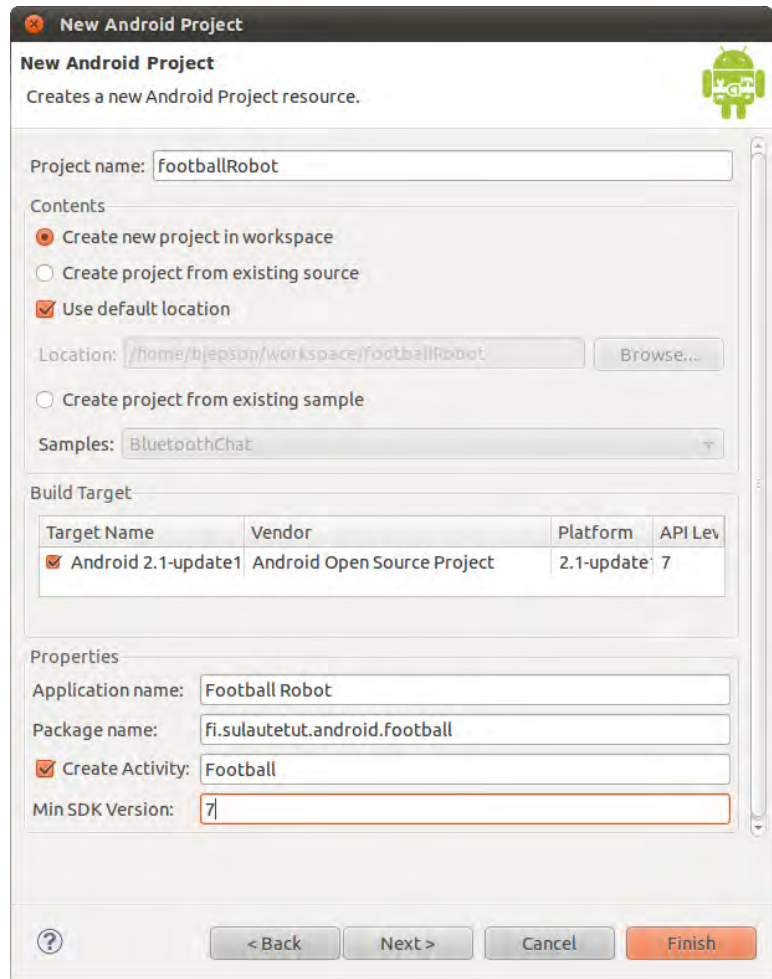 New Android Project
New Android Project
Creates a new Android Project resource.
Project name: footballRobot
Contents
Create new project in workspace
Create project from existing source
Use default location
Location: /home/bjepson/workspace/footballRobot Browse...
Create project from existing sample
Samples: BluetoothChat
Build Target
Target Name Vendor Platform API Lev
Android 2.1-update1 Android Open Source Project 2.1-update1 7
Properties
Application name: Football Robot
Package name: fi.sulautetut.android.football
Create Activity: Football
Min SDK Version: 7
? < Back Next > Cancel Finish